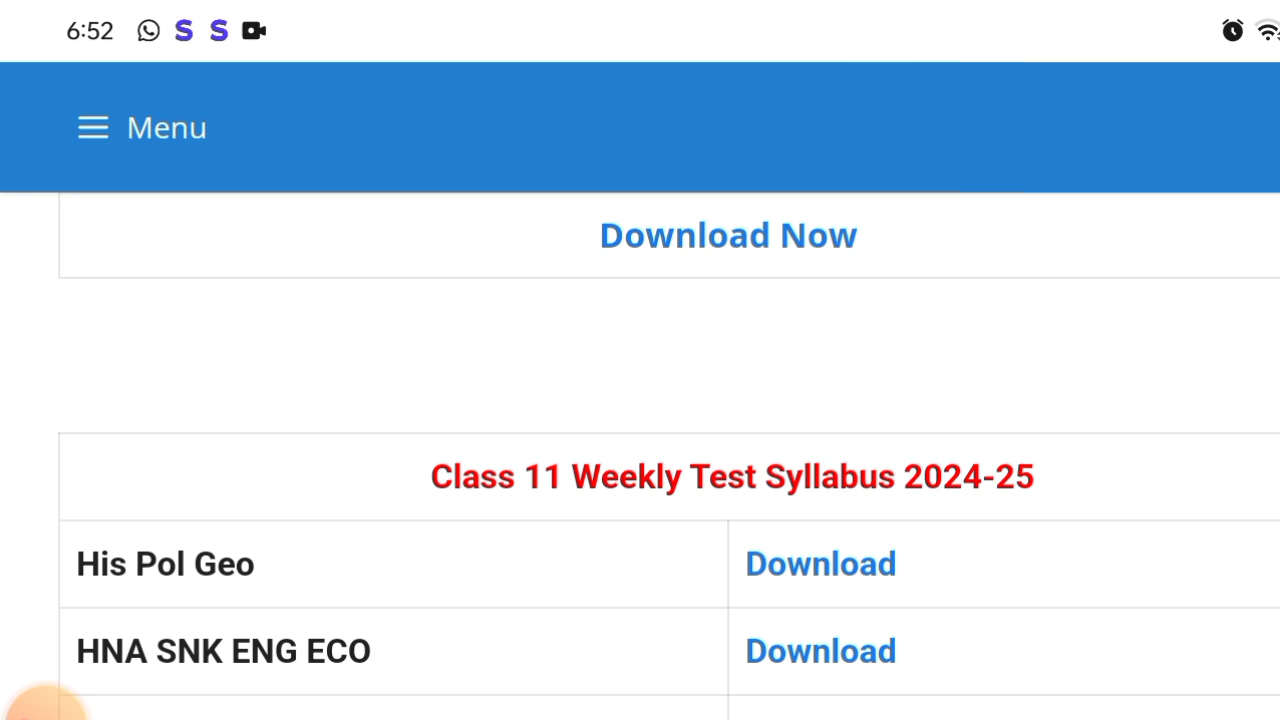 6:52 S S
Menu
Download Now
Class 11 Weekly Test Syllabus 2024-25
His Pol Geo
Download
HNA SNK ENG ECO
Download